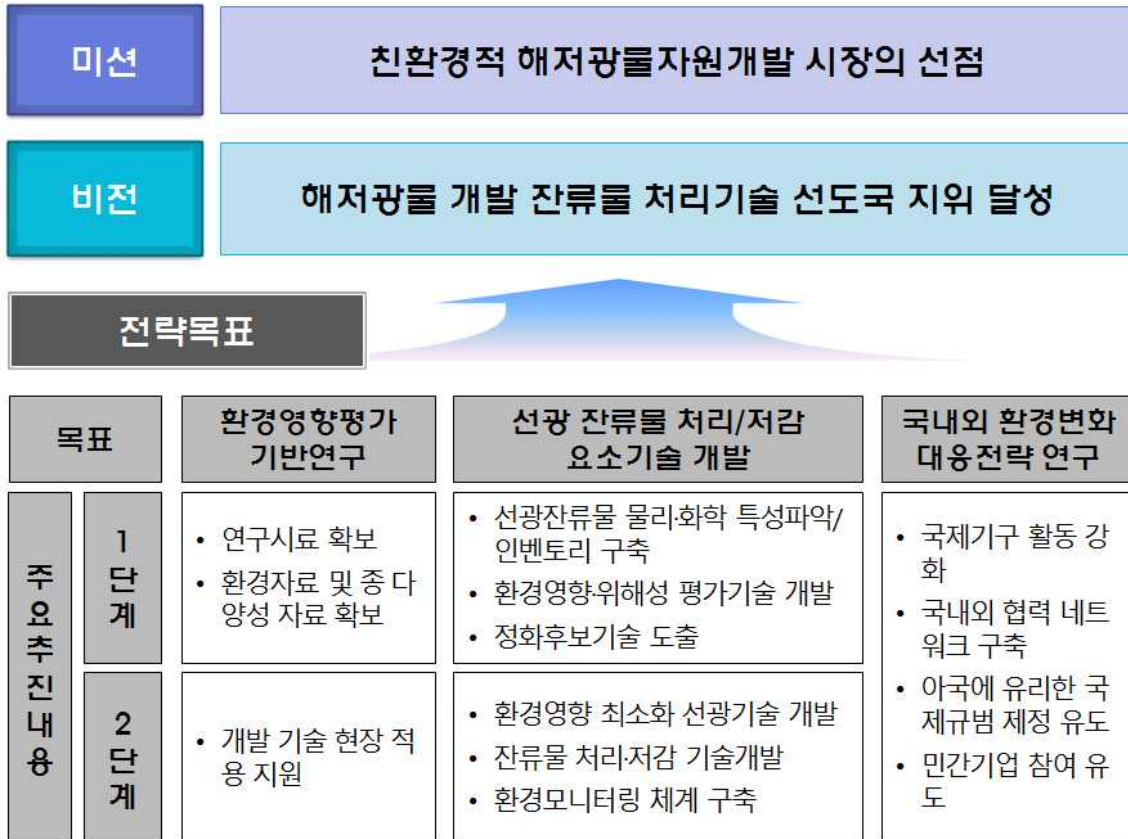 미션
친환경적 해저광물자원개발 시장의 선점
비전
해저광물 개발 잔류물 처리기술 선도국 지위 달성
전략목표
목표
환경영향평가
기반연구
선광 잔류물 처리/저감
요소기술 개발
국내외 환경변화
대응전략 연구
주요추진내용
1단계
• 연구시료 확보
• 환경자료 및 종 다
양성 자료 확보
• 선광잔류물 물리·화학 특성파악/
인벤토리 구축
• 환경영향·위해성 평가기술 개발
• 정화후보기술 도출
• 국제기구 활동 강
화
• 국내외 협력 네트
워크 구축
• 아국에 유리한 국
제규범 제정 유도
• 민간기업 참여 유
도
2단계
• 개발 기술 현장 적
용 지원
• 환경영향 최소화 선광기술 개발
• 잔류물 처리·저감 기술개발
• 환경모니터링 체계 구축